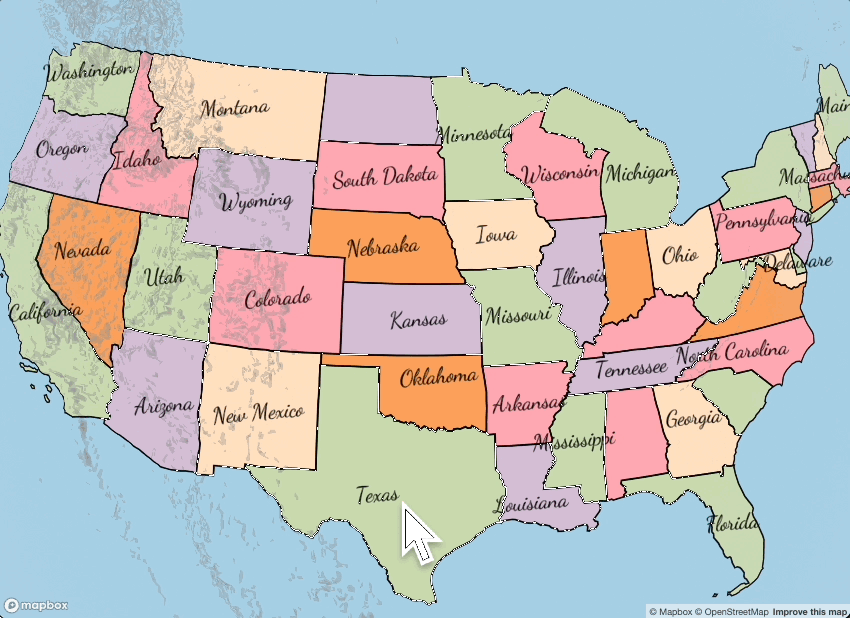 Washington
Montana
Minnesota
Main
Oregon
Idaho
South Dakota
Wisconsin
Michigan
Massachu
Wyoming
Pennsylvania
Nevada
Nebraska
Iowa
Ohio
Delaware
Utah
Illinois
Colorado
California
Kansas
Missouri
North Carolina
Tennessee
Oklahoma
Arizona
New Mexico
Arkansas
Georgia
Mississippi
Texas
Louisiana
Florida
mapbox
© Mapbox © OpenStreetMap Improve this map